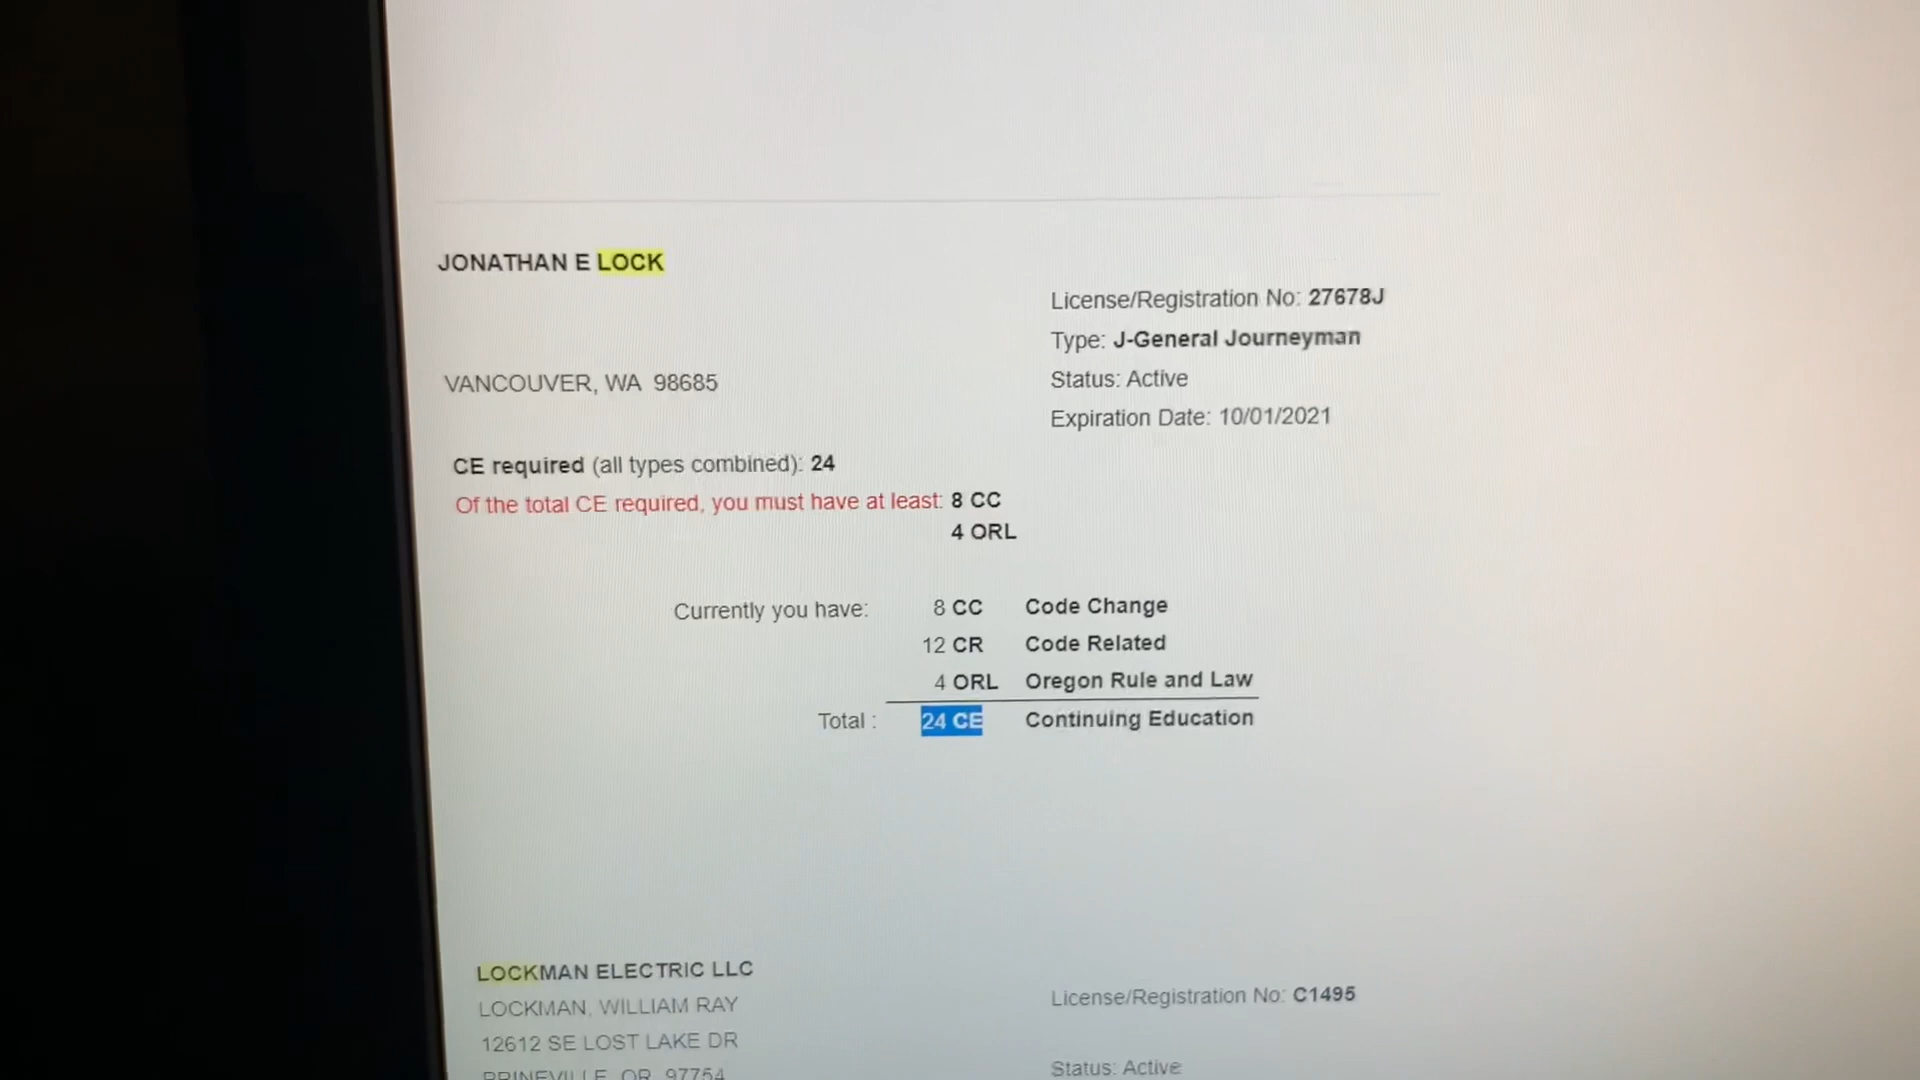 JONATHAN E LOCK
License/Registration No: 27678J
Type: J-General Journeyman
VANCOUVER, WA 98685
Status: Active
Expiration Date: 10/01/2021
CE required (all types combined): 24
Of the total CE required, you must have at least: 8 CC
4 ORL
Currently you have: 8 CC Code Change
12 CR Code Related
4 ORL Oregon Rule and Law
Total : 24 CE Continuing Education
LOCKMAN ELECTRIC LLC
LOCKMAN, WILLIAM RAY
License/Registration No: C1495
12612 SE LOST LAKE DR
PRINEVILLE, OR 97754
Status: Active